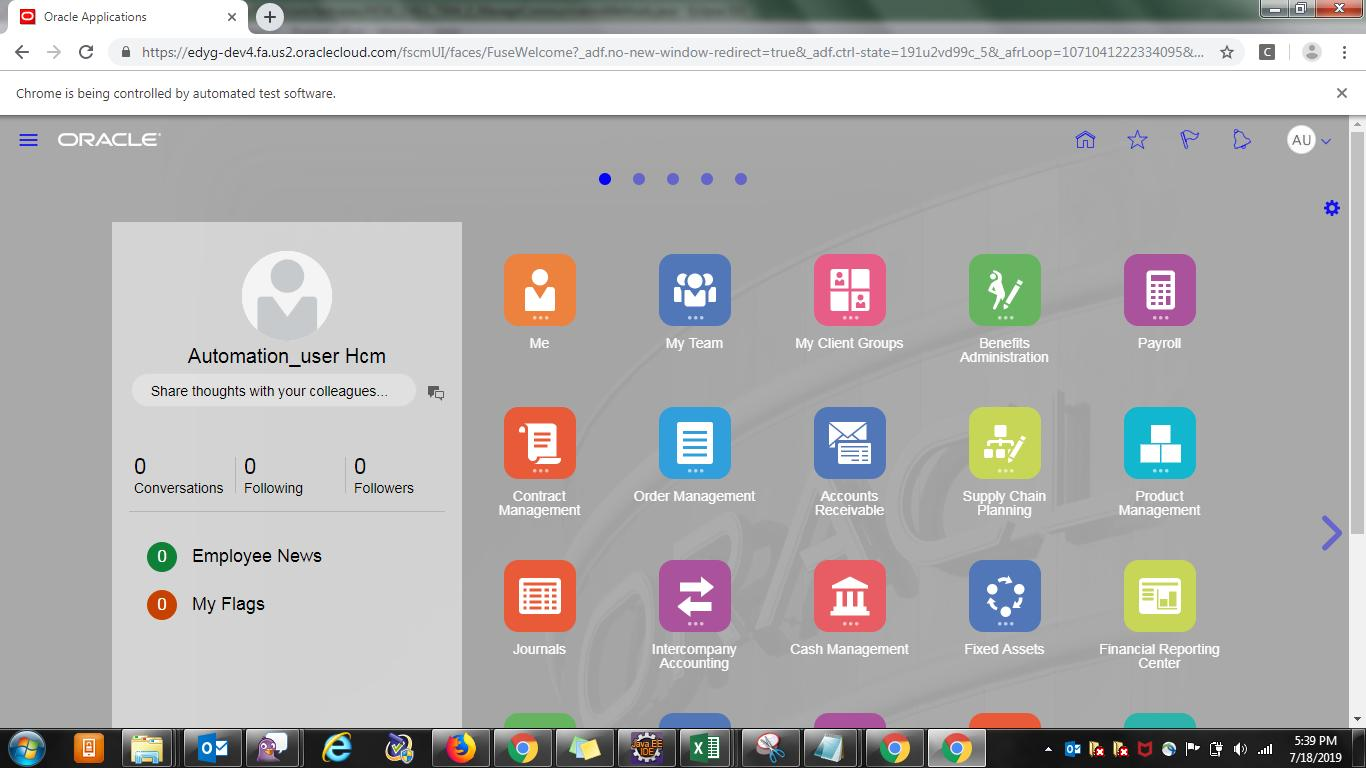 Oracle Applications
https://edyg-dev4.fa.us2.oraclecloud.com/fscmUI/faces/FuseWelcome?_adf.no-new-window-redirect=true&_adf.ctrl-state=191u2vd99c_5&_afrLoop=10710412223340​95&...
C
Chrome is being controlled by automated test software.
ORACLE
AU
Automation_user Hcm
Share thoughts with your colleagues...
0 0 0
Conversations Following Followers
0 Employee News
0 My Flags
Me My Team My Client Groups Benefits Payroll
Administration
Contract Order Management Accounts Supply Chain Product
Management Receivable Planning Management
Journals Intercompany Cash Management Fixed Assets Financial Reporting
Accounting Center
Java EE
IDE
5:39 PM
7/18/2019